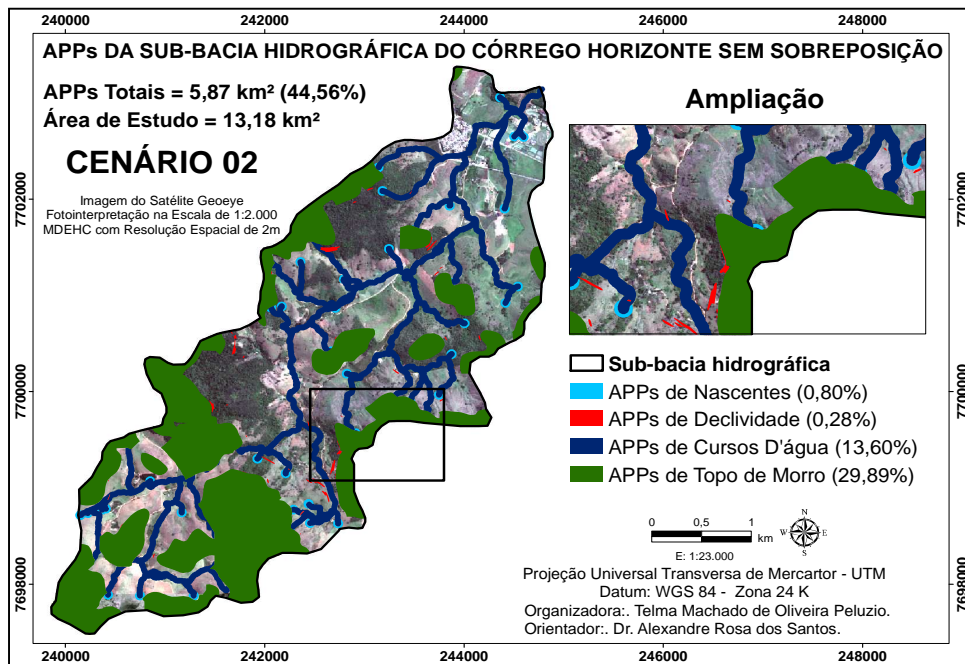 240000 242000 244000 246000 248000
APPs DA SUB-BACIA HIDROGRÁFICA DO CÓRREGO HORIZONTE SEM SOBREPOSIÇÃO
APPs Totais = 5,87 km² (44,56%)
Área de Estudo = 13,18 km²
CENÁRIO 02
Imagem do Satélite Geoeye
Fotointerpretação na Escala de 1:2.000
MDEHC com Resolução Espacial de 2m
Ampliação
7702000 7702000
7700000 7700000
7698000 7698000
Sub-bacia hidrográfica
APPs de Nascentes (0,80%)
APPs de Declividade (0,28%)
APPs de Cursos D'água (13,60%)
APPs de Topo de Morro (29,89%)
0 0,5 1
km
E: 1:23.000
N
W E
S
Projeção Universal Transversa de Mercartor - UTM
Datum: WGS 84 - Zona 24 K
Organizadora:. Telma Machado de Oliveira Peluzio.
Orientador:. Dr. Alexandre Rosa dos Santos.
240000 242000 244000 246000 248000